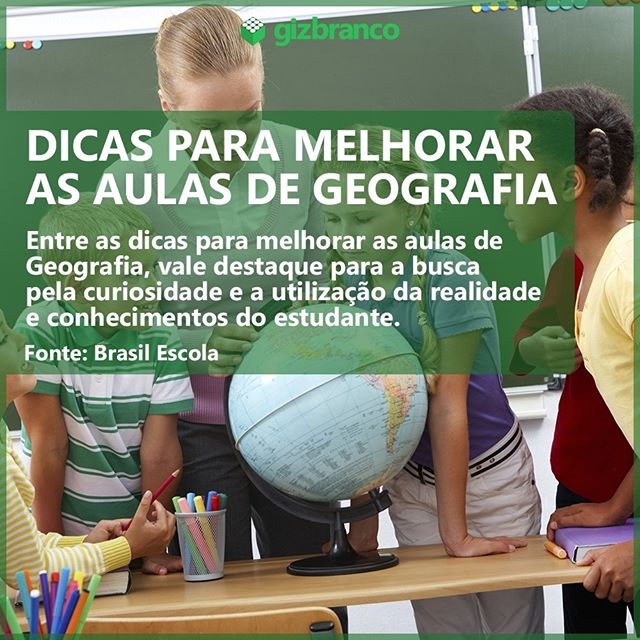 gizbranco
DICAS PARA MELHORAR
AS AULAS DE GEOGRAFIA
Entre as dicas para melhorar as aulas de
Geografia, vale destaque para a busca
pela curiosidade e a utilização da realidade
e conhecimentos do estudante.
Fonte: Brasil Escola